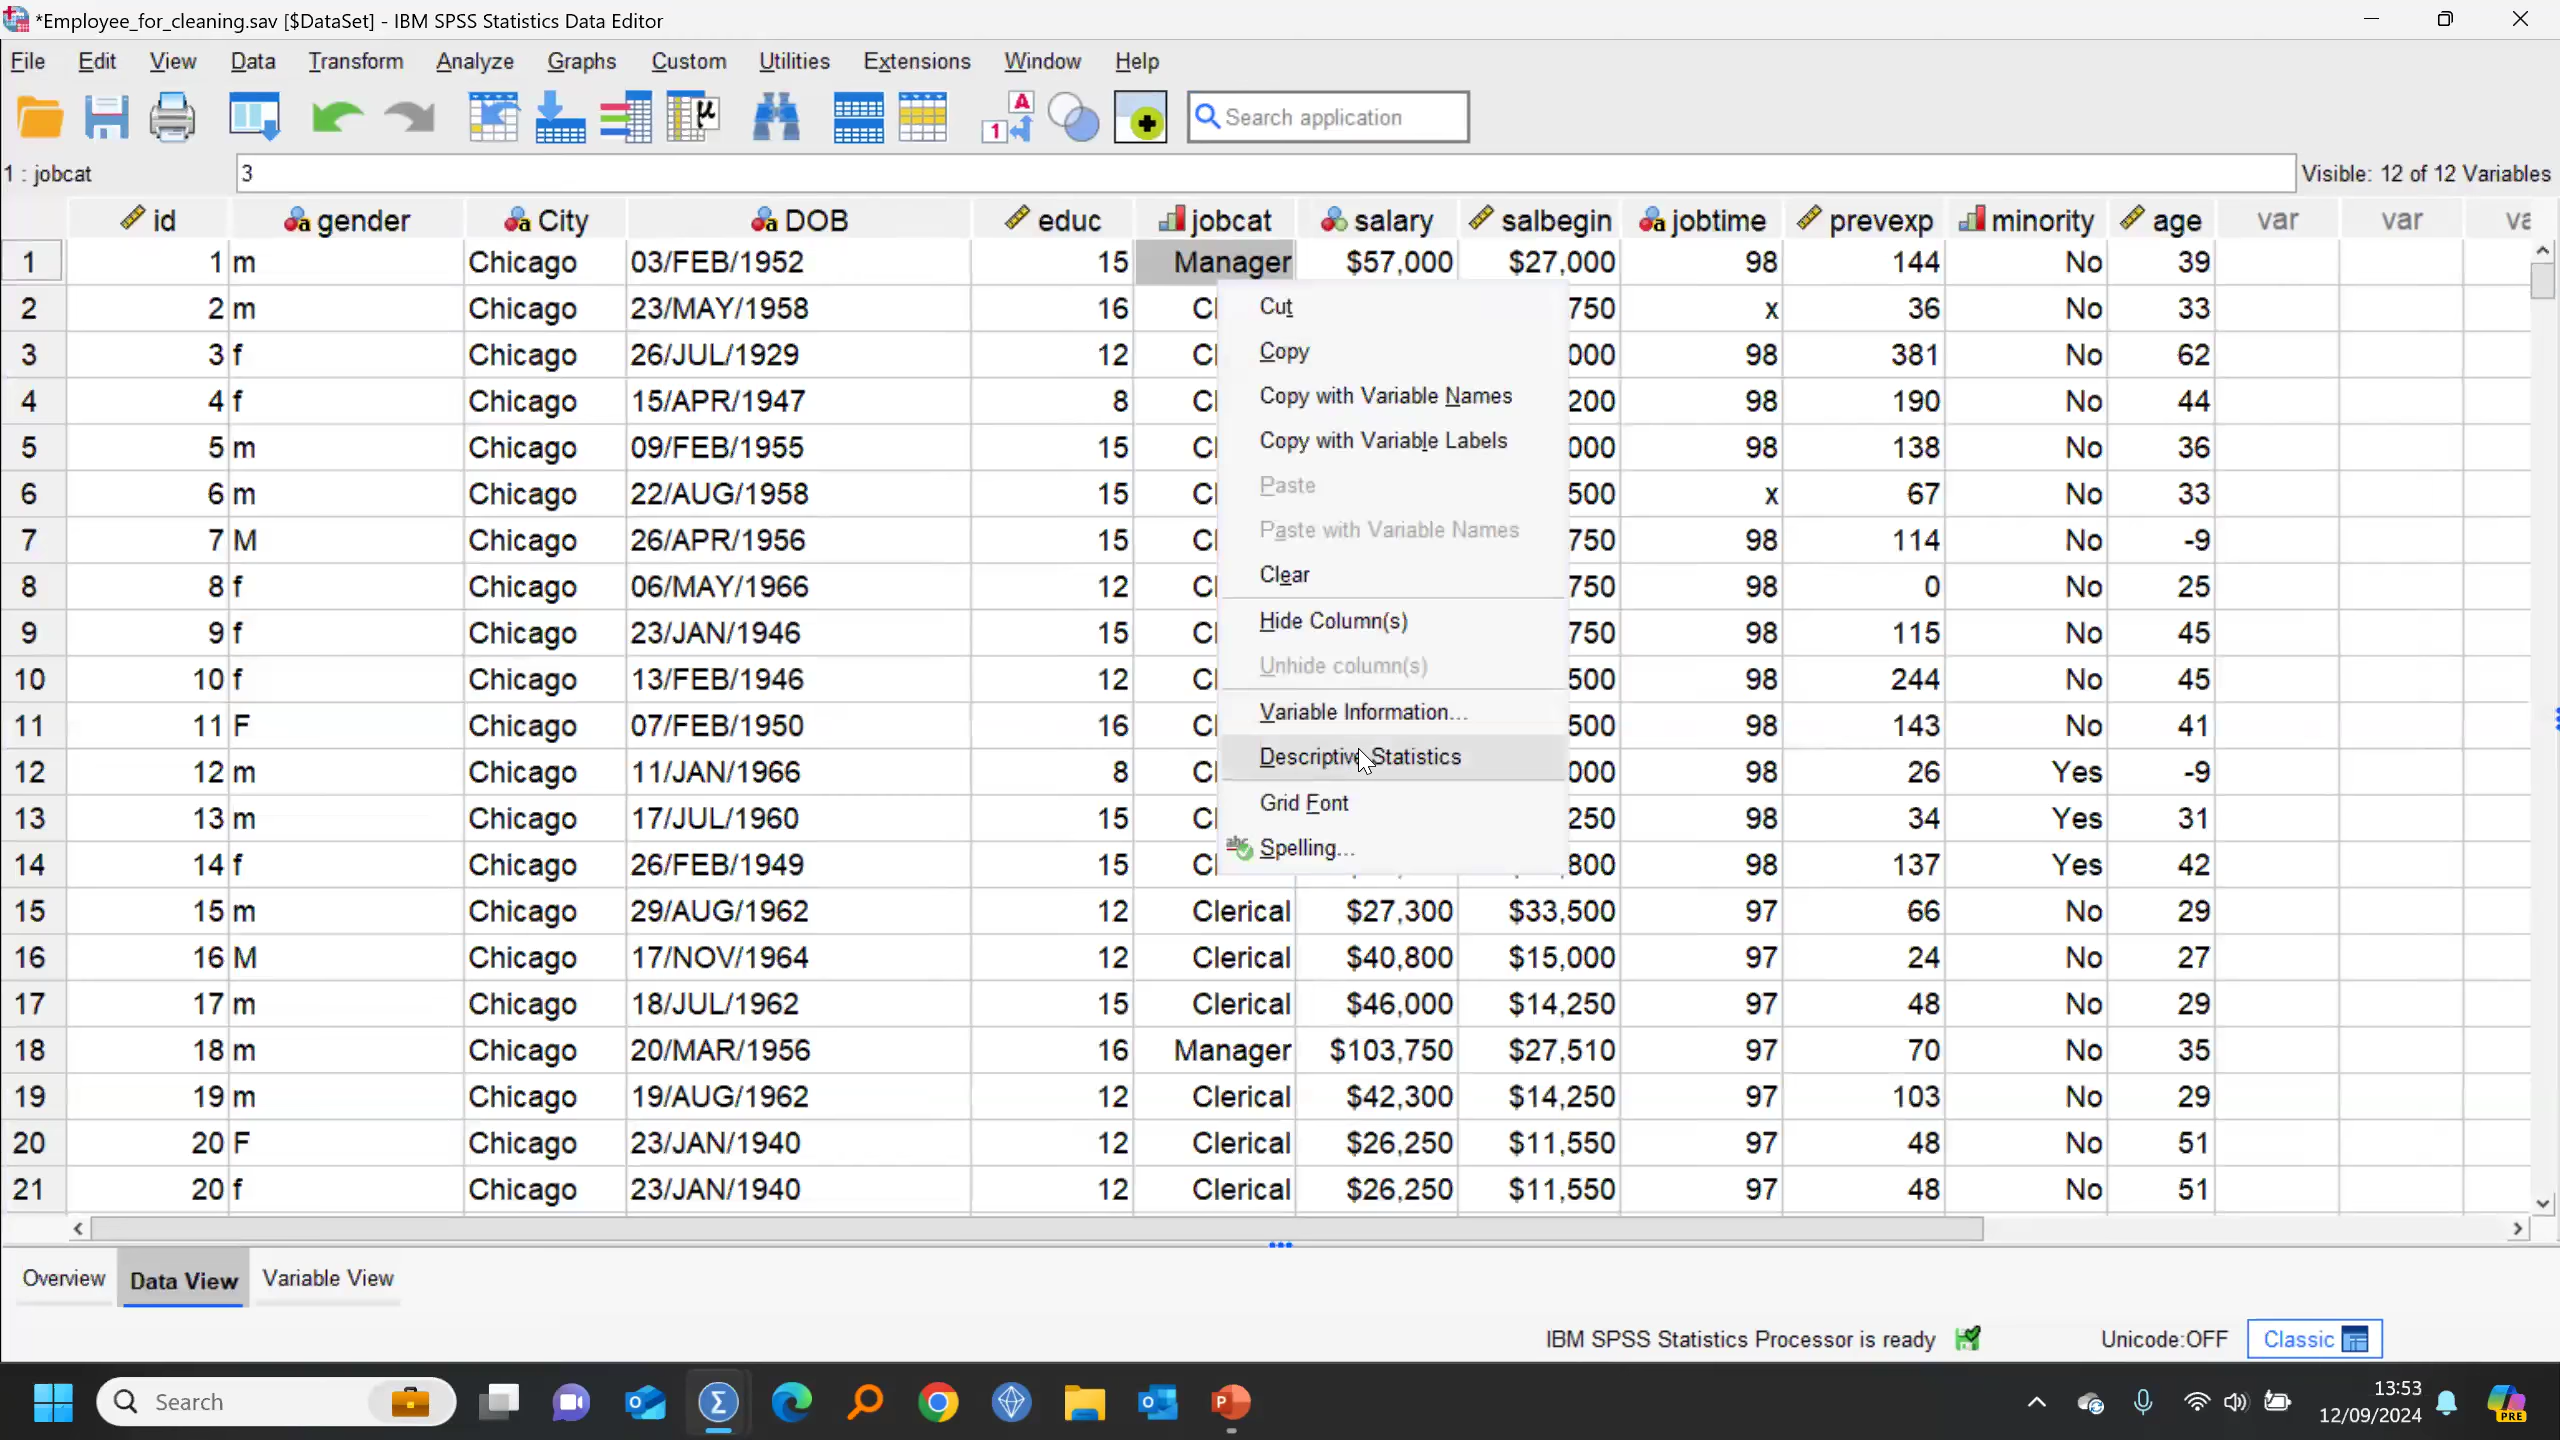 *Employee_for_cleaning.sav [$DataSet] - IBM SPSS Statistics Data Editor
File Edit View Data Transform Analyze Graphs Custom Utilities Extensions Window Help
Search application
1 : jobcat 3 Visible: 12 of 12 Variables
id gender City DOB educ jobcat salary salbegin jobtime prevexp minority age var var va
1 1 m Chicago 03/FEB/1952 15 Manager $57,000 $27,000 98 144 No 39
2 2 m Chicago 23/MAY/1958 16 Cl 750 x 36 No 33
3 3 f Chicago 26/JUL/1929 12 Cl 000 98 381 No 62
4 4 f Chicago 15/APR/1947 8 Cl 200 98 190 No 44
5 5 m Chicago 09/FEB/1955 15 Cl 000 98 138 No 36
6 6 m Chicago 22/AUG/1958 15 Cl 500 x 67 No 33
7 7 M Chicago 26/APR/1956 15 Cl 750 98 114 No -9
8 8 f Chicago 06/MAY/1966 12 Cl 750 98 0 No 25
9 9 f Chicago 23/JAN/1946 15 Cl 750 98 115 No 45
10 10 f Chicago 13/FEB/1946 12 Cl 500 98 244 No 45
11 11 F Chicago 07/FEB/1950 16 Cl 500 98 143 No 41
12 12 m Chicago 11/JAN/1966 8 Cl 000 98 26 Yes -9
13 13 m Chicago 17/JUL/1960 15 Cl 250 98 34 Yes 31
14 14 f Chicago 26/FEB/1949 15 Cl 800 98 137 Yes 42
15 15 m Chicago 29/AUG/1962 12 Clerical $27,300 $33,500 97 66 No 29
16 16 M Chicago 17/NOV/1964 12 Clerical $40,800 $15,000 97 24 No 27
17 17 m Chicago 18/JUL/1962 15 Clerical $46,000 $14,250 97 48 No 29
18 18 m Chicago 20/MAR/1956 16 Manager $103,750 $27,510 97 70 No 35
19 19 m Chicago 19/AUG/1962 12 Clerical $42,300 $14,250 97 103 No 29
20 20 F Chicago 23/JAN/1940 12 Clerical $26,250 $11,550 97 48 No 51
21 20 f Chicago 23/JAN/1940 12 Clerical $26,250 $11,550 97 48 No 51
Cut
Copy
Copy with Variable Names
Copy with Variable Labels
Paste
Paste with Variable Names
Clear
Hide Column(s)
Unhide column(s)
Variable Information...
Descriptive Statistics
Grid Font
Spelling...
Overview Data View Variable View
IBM SPSS Statistics Processor is ready Unicode:OFF Classic
Search 13:53
12/09/2024
PRE